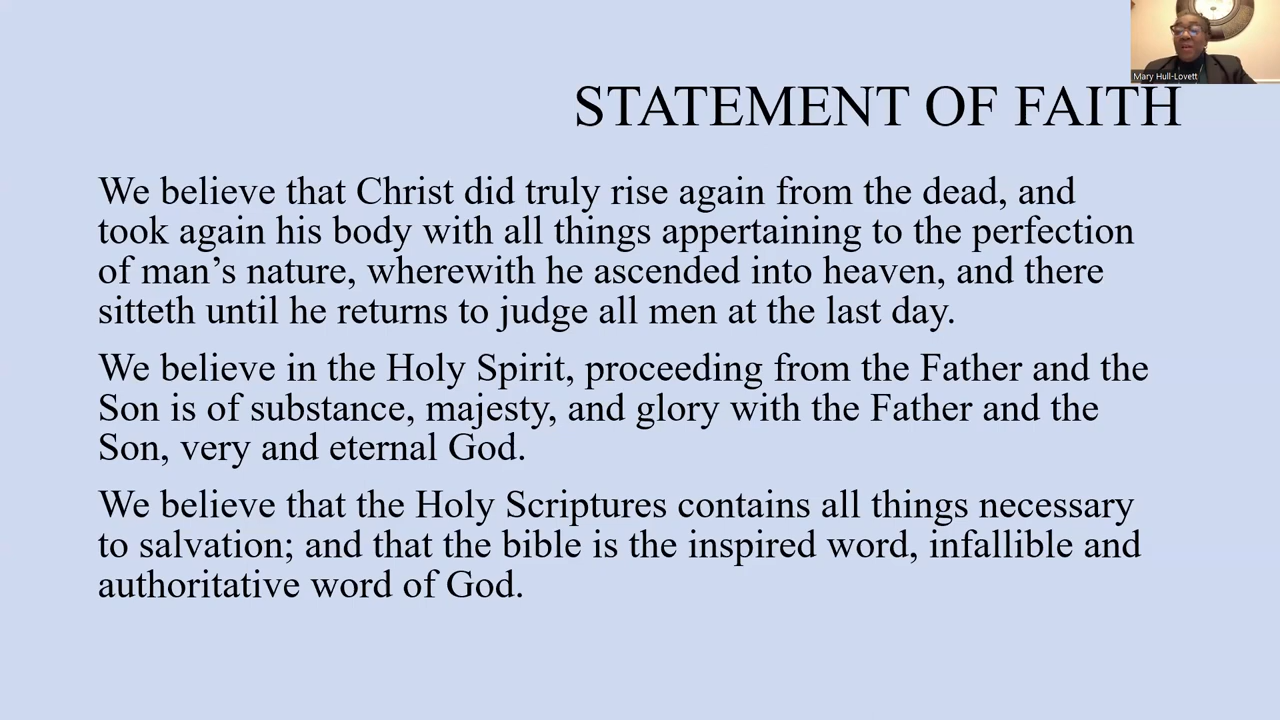 Mary Hull-Lovett
STATEMENT OF FAITH
We believe that Christ did truly rise again from the dead, and
took again his body with all things appertaining to the perfection
of man’s nature, wherewith he ascended into heaven, and there
sitteth until he returns to judge all men at the last day.
We believe in the Holy Spirit, proceeding from the Father and the
Son is of substance, majesty, and glory with the Father and the
Son, very and eternal God.
We believe that the Holy Scriptures contains all things necessary
to salvation; and that the bible is the inspired word, infallible and
authoritative word of God.